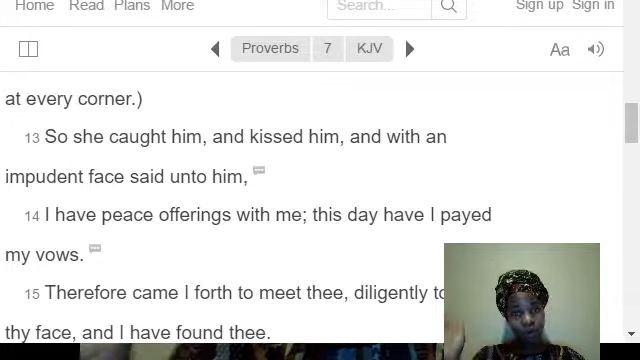 Home Read Plans More Search... Sign up Sign in
Proverbs 7 KJV Aa
at every corner.)
13 So she caught him, and kissed him, and with an
impudent face said unto him,
14 I have peace offerings with me; this day have I payed
my vows.
15 Therefore came I forth to meet thee, diligently
thy face, and I have found thee.